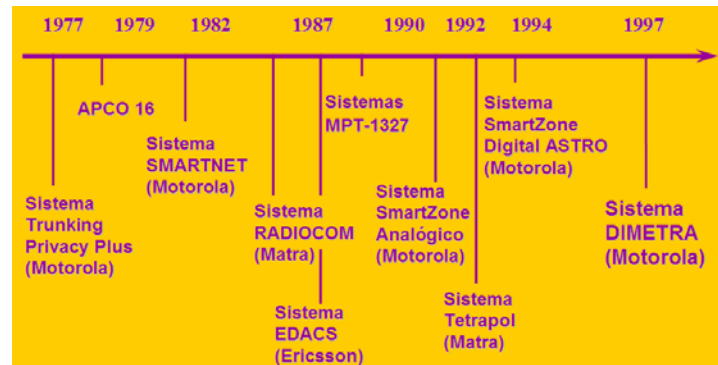 1977 1979 1982 1987 1990 1992 1994 1997
APCO 16
Sistema
SMARTNET
(Motorola)
Sistema
Trunking
Privacy Plus
(Motorola)
Sistema
RADIOCOM
(Matra)
Sistema
EDACS
(Ericsson)
Sistemas
MPT-1327
Sistema
SmartZone
Analógico
(Motorola)
Sistema
Tetrapol
(Matra)
Sistema
SmartZone
Digital ASTRO
(Motorola)
Sistema
DIMETRA
(Motorola)